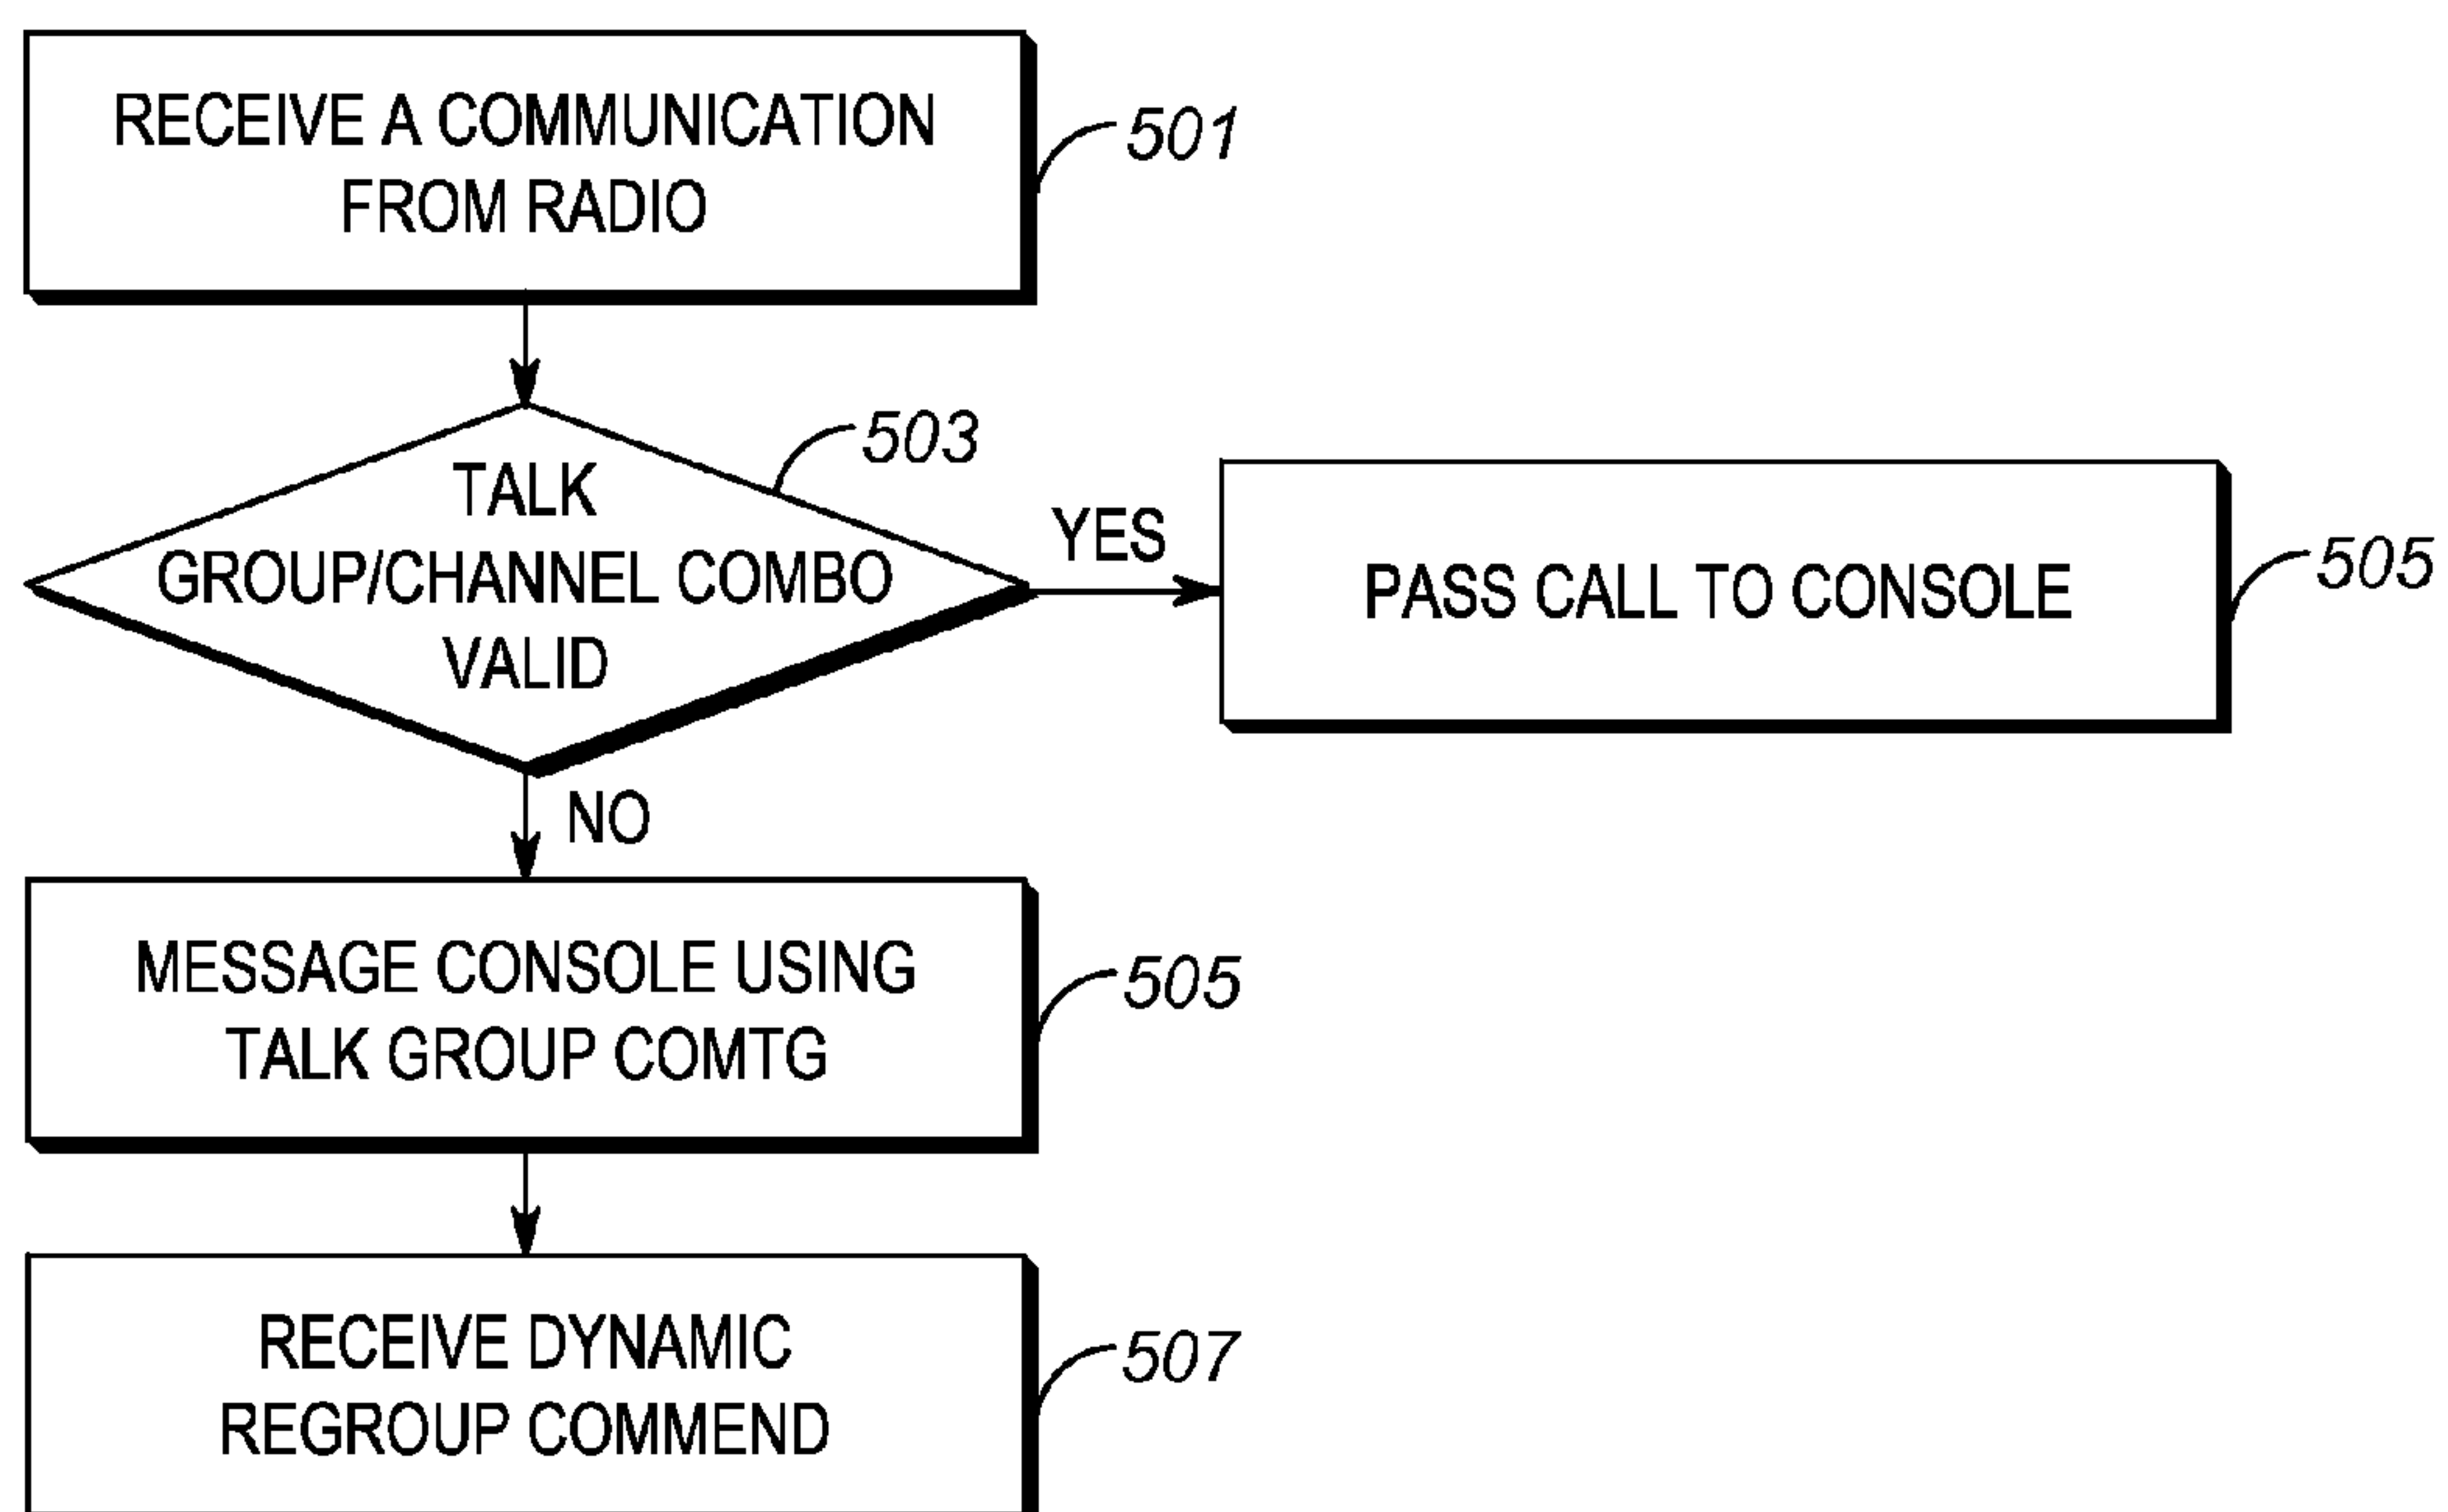 RECEIVE A COMMUNICATION
FROM RADIO
501
503
TALK
GROUP/CHANNEL COMBO
VALID
YES
PASS CALL TO CONSOLE
505
NO
MESSAGE CONSOLE USING
TALK GROUP COMTG
505
RECEIVE DYNAMIC
REGROUP COMMEND
507